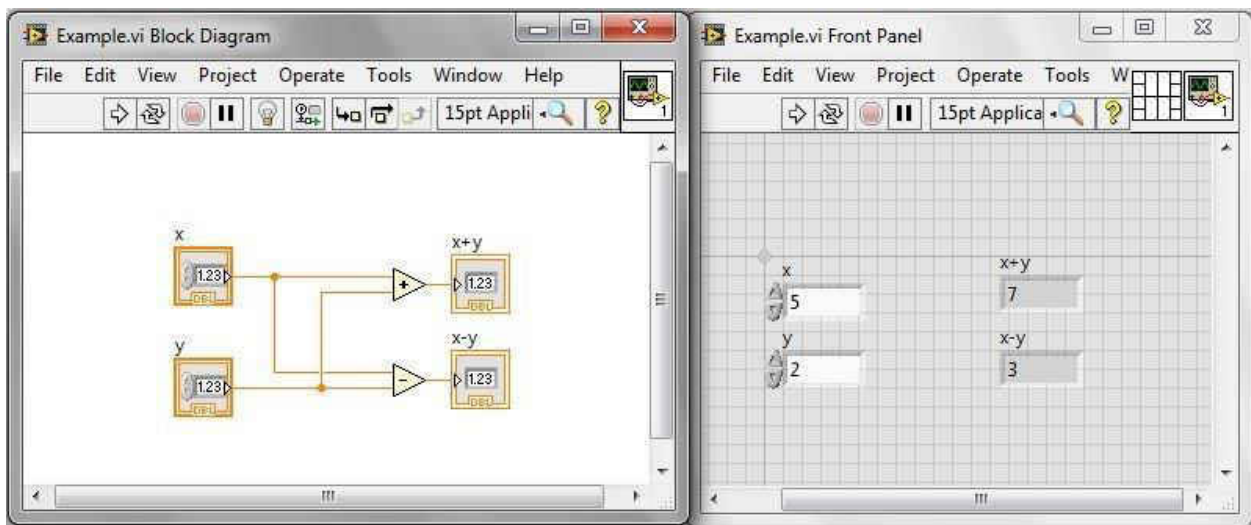 Example.vi Block Diagram
File Edit View Project Operate Tools Window Help
15pt Appli
1
x
1.23
DBL
y
1.23
DBL
+
-
x+y
1.23
DBL
x-y
1.23
DBL
Example.vi Front Panel
File Edit View Project Operate Tools W
15pt Applica
1
x
5
y
2
x+y
7
x-y
3